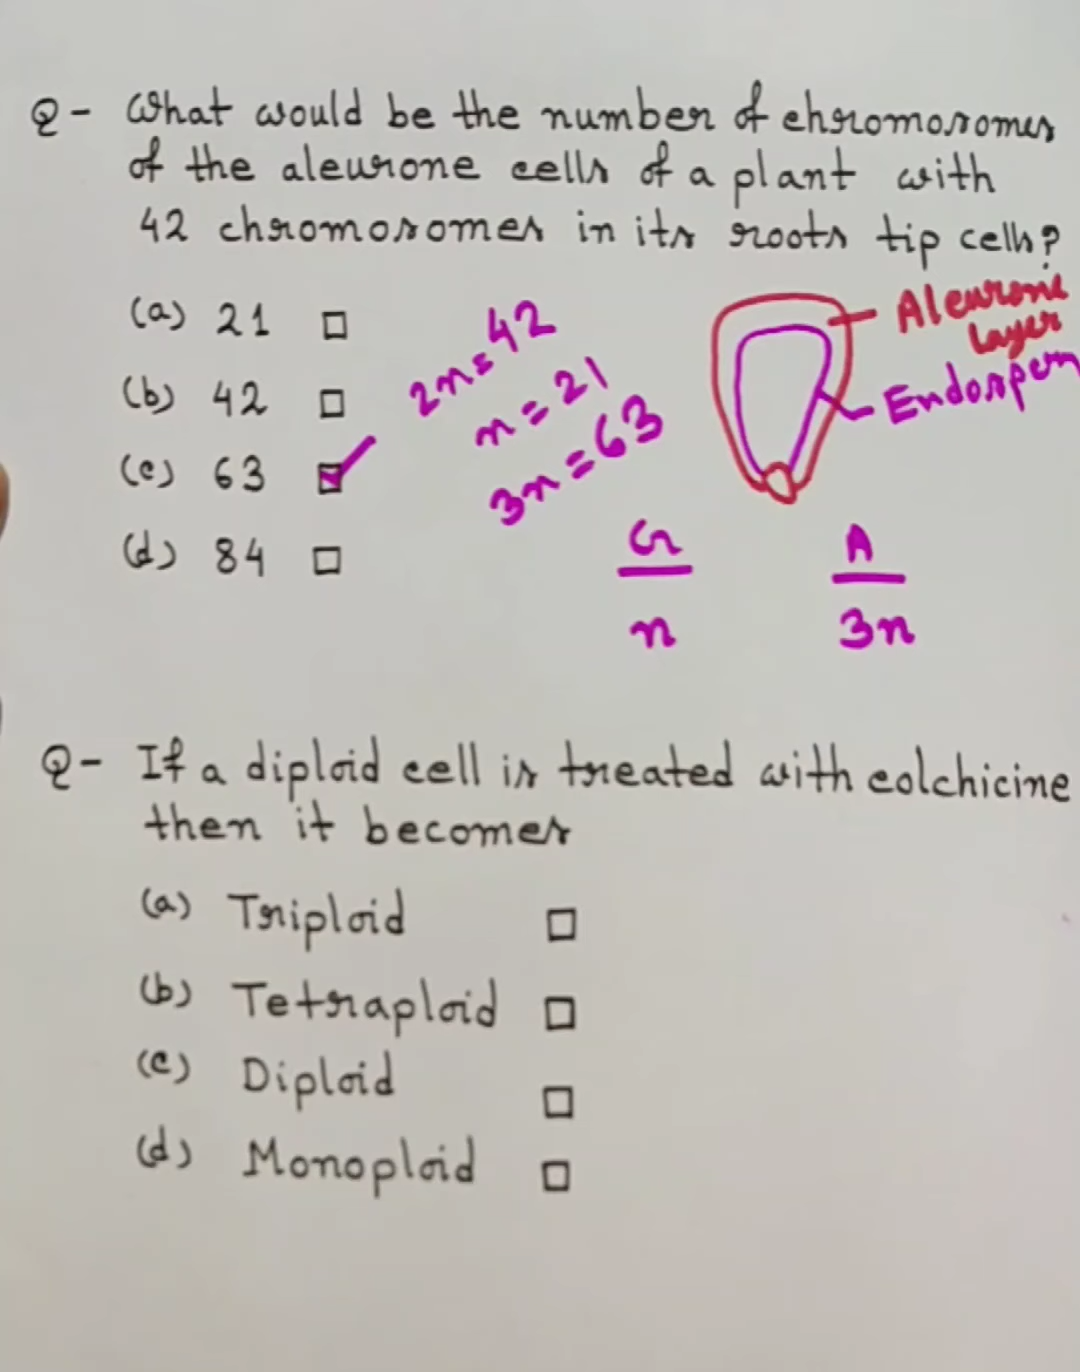 Q- What would be the number of chromosomes
of the aleurone cells of a plant with
42 chromosomes in its roots tip cells?
(a) 21
(b) 42
(c) 63
(d) 84
2n=42
n=21
3n=63
Aleurone
Layer
Endosperm
G
n
A
3n
Q- If a diploid cell is treated with colchicine
then it becomes
(a) Triploid
(b) Tetraploid
(c) Diploid
(d) Monoploid